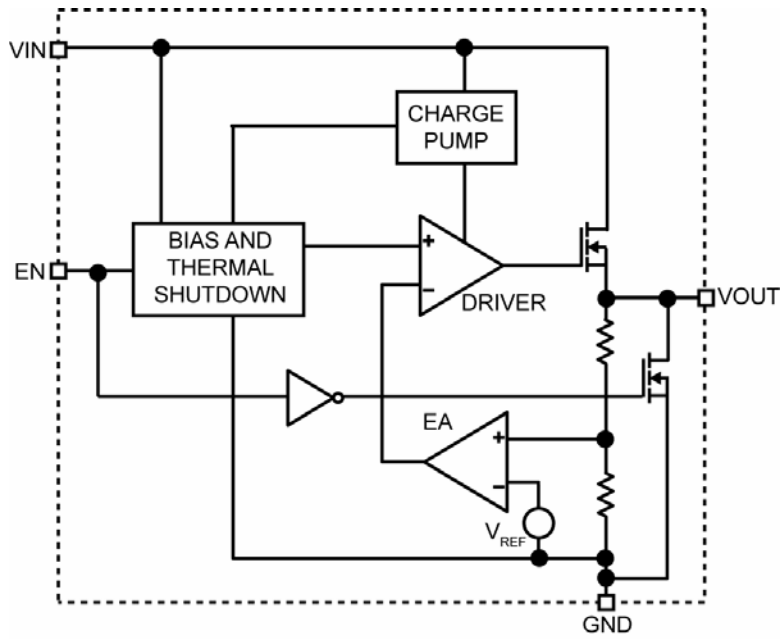 VIN
CHARGE
PUMP
BIAS AND
THERMAL
SHUTDOWN
EN
+
−
DRIVER
VOUT
EA
+
−
VREF
GND